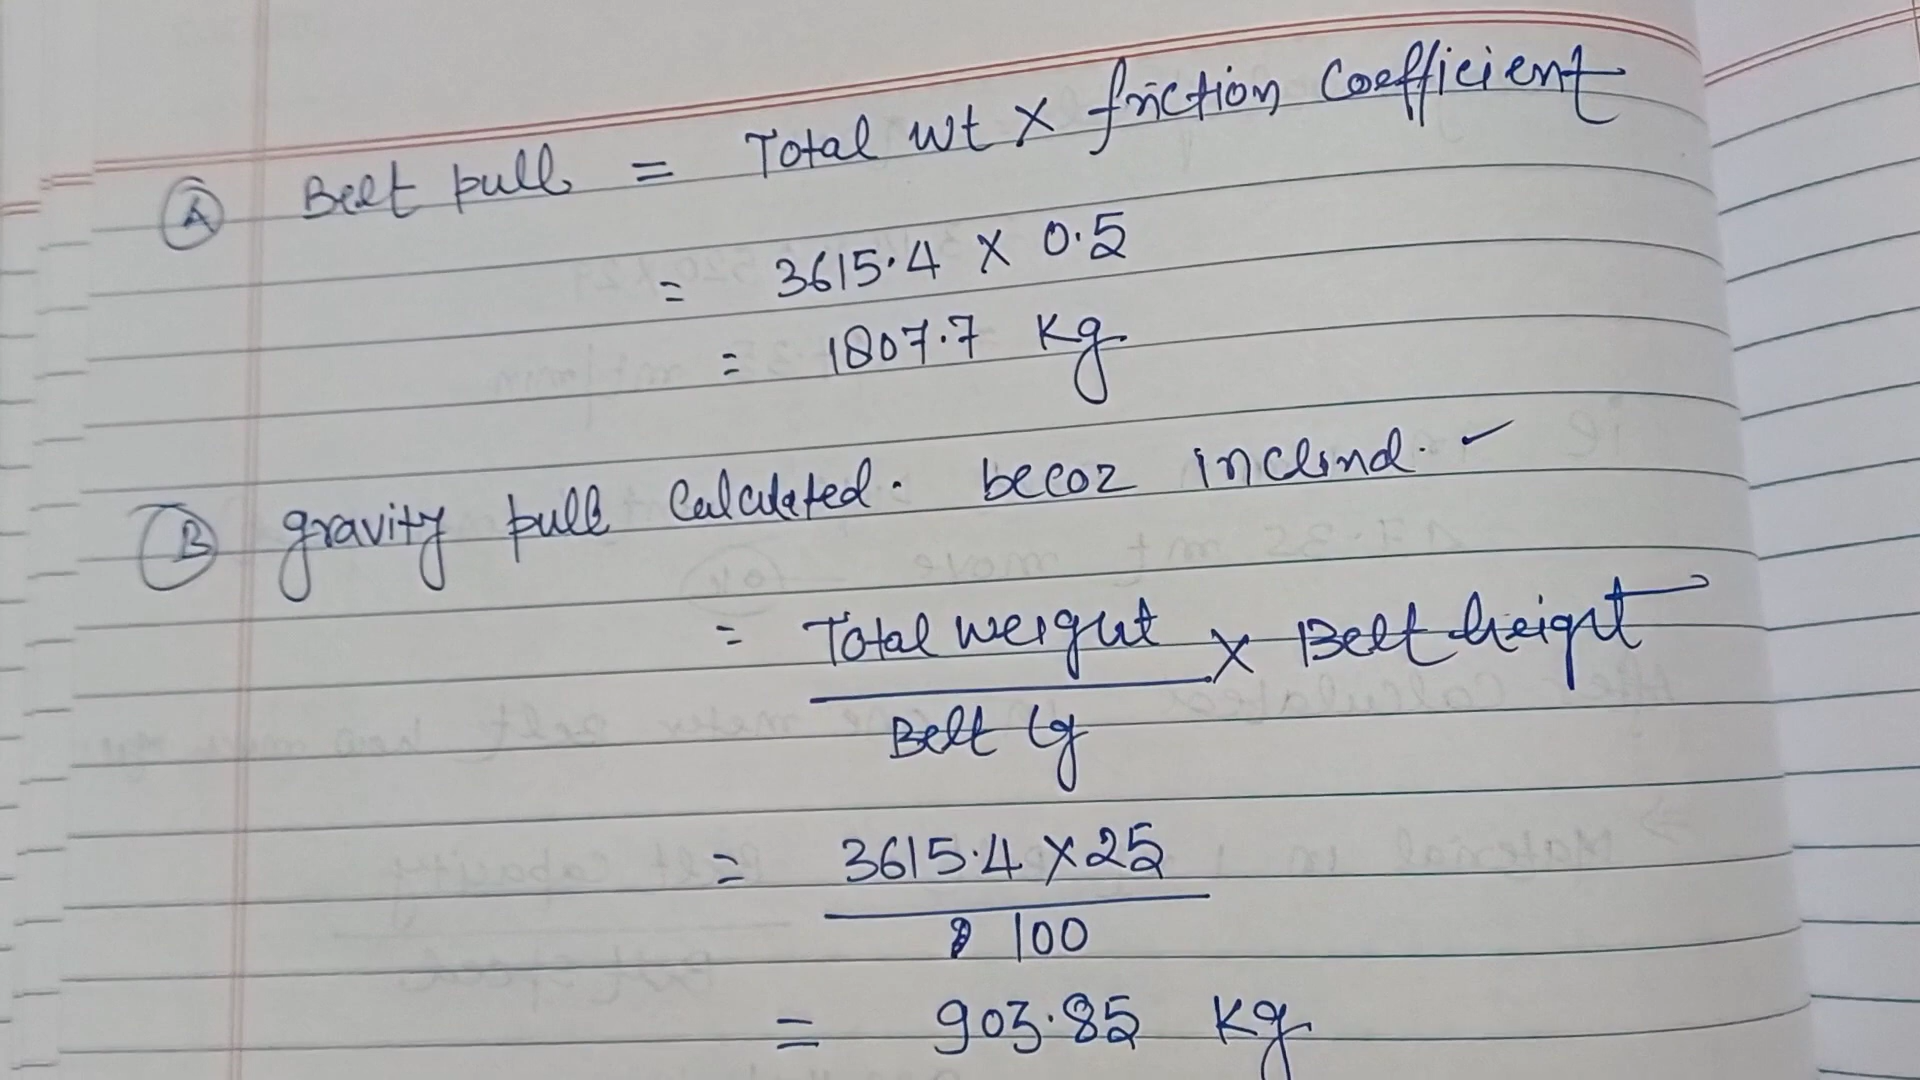 A Belt pull = Total wt X friction Coefficient
= 3615.4 X 0.5
= 1807.7 Kg
B gravity pull Calculated. becoz inclind.
= Total weight X Belt height
Belt lg
= 3615.4 X 25
100
= 903.85 Kg